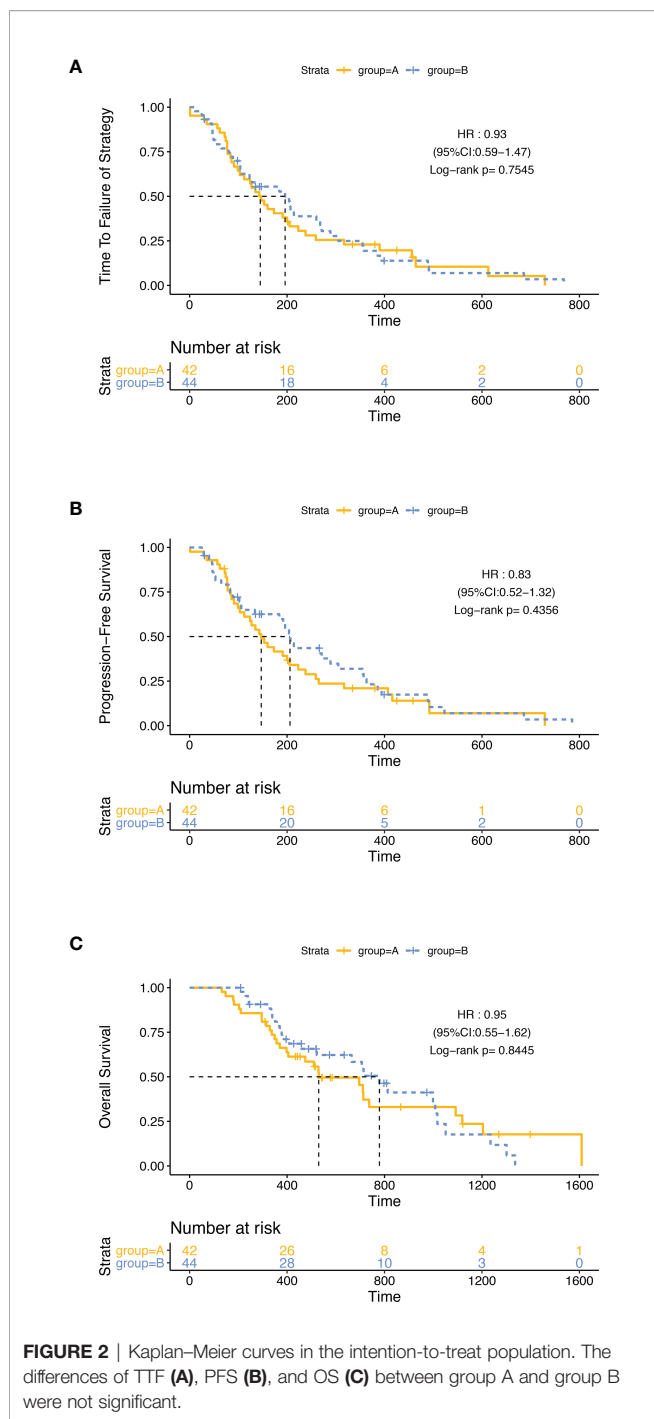 A
Strata group=A group=B
Time To Failure of Strategy
1.00
0.75
0.50
0.25
0.00
HR : 0.93
(95%CI:0.59−1.47)
Log−rank p= 0.7545
0 200 400 600 800
Time
Number at risk
Strata
group=A 42 16 6 2 0
group=B 44 18 4 2 0
0 200 400 600 800
Time
B
Strata group=A group=B
Progression−Free Survival
1.00
0.75
0.50
0.25
0.00
HR : 0.83
(95%CI:0.52−1.32)
Log−rank p= 0.4356
0 200 400 600 800
Time
Number at risk
Strata
group=A 42 16 6 1 0
group=B 44 20 5 2 0
0 200 400 600 800
Time
C
Strata group=A group=B
Overall Survival
1.00
0.75
0.50
0.25
0.00
HR : 0.95
(95%CI:0.55−1.62)
Log−rank p= 0.8445
0 400 800 1200 1600
Time
Number at risk
Strata
group=A 42 26 8 4 1
group=B 44 28 10 3 0
0 400 800 1200 1600
Time
FIGURE 2 | Kaplan–Meier curves in the intention-to-treat population. The
differences of TTF (A), PFS (B), and OS (C) between group A and group B
were not significant.